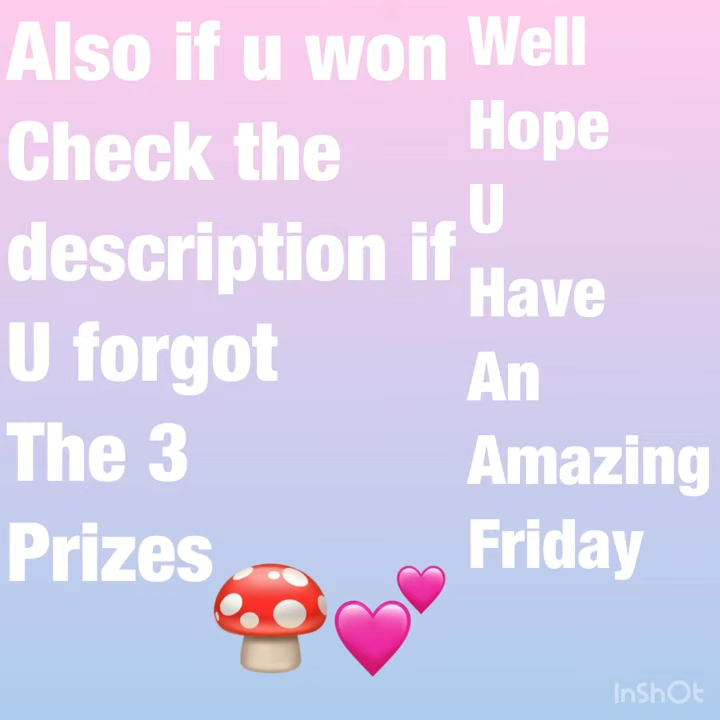 Also if u won
Check the
description if
U forgot
The 3
Prizes
Well
Hope
U
Have
An
Amazing
Friday
InShOt